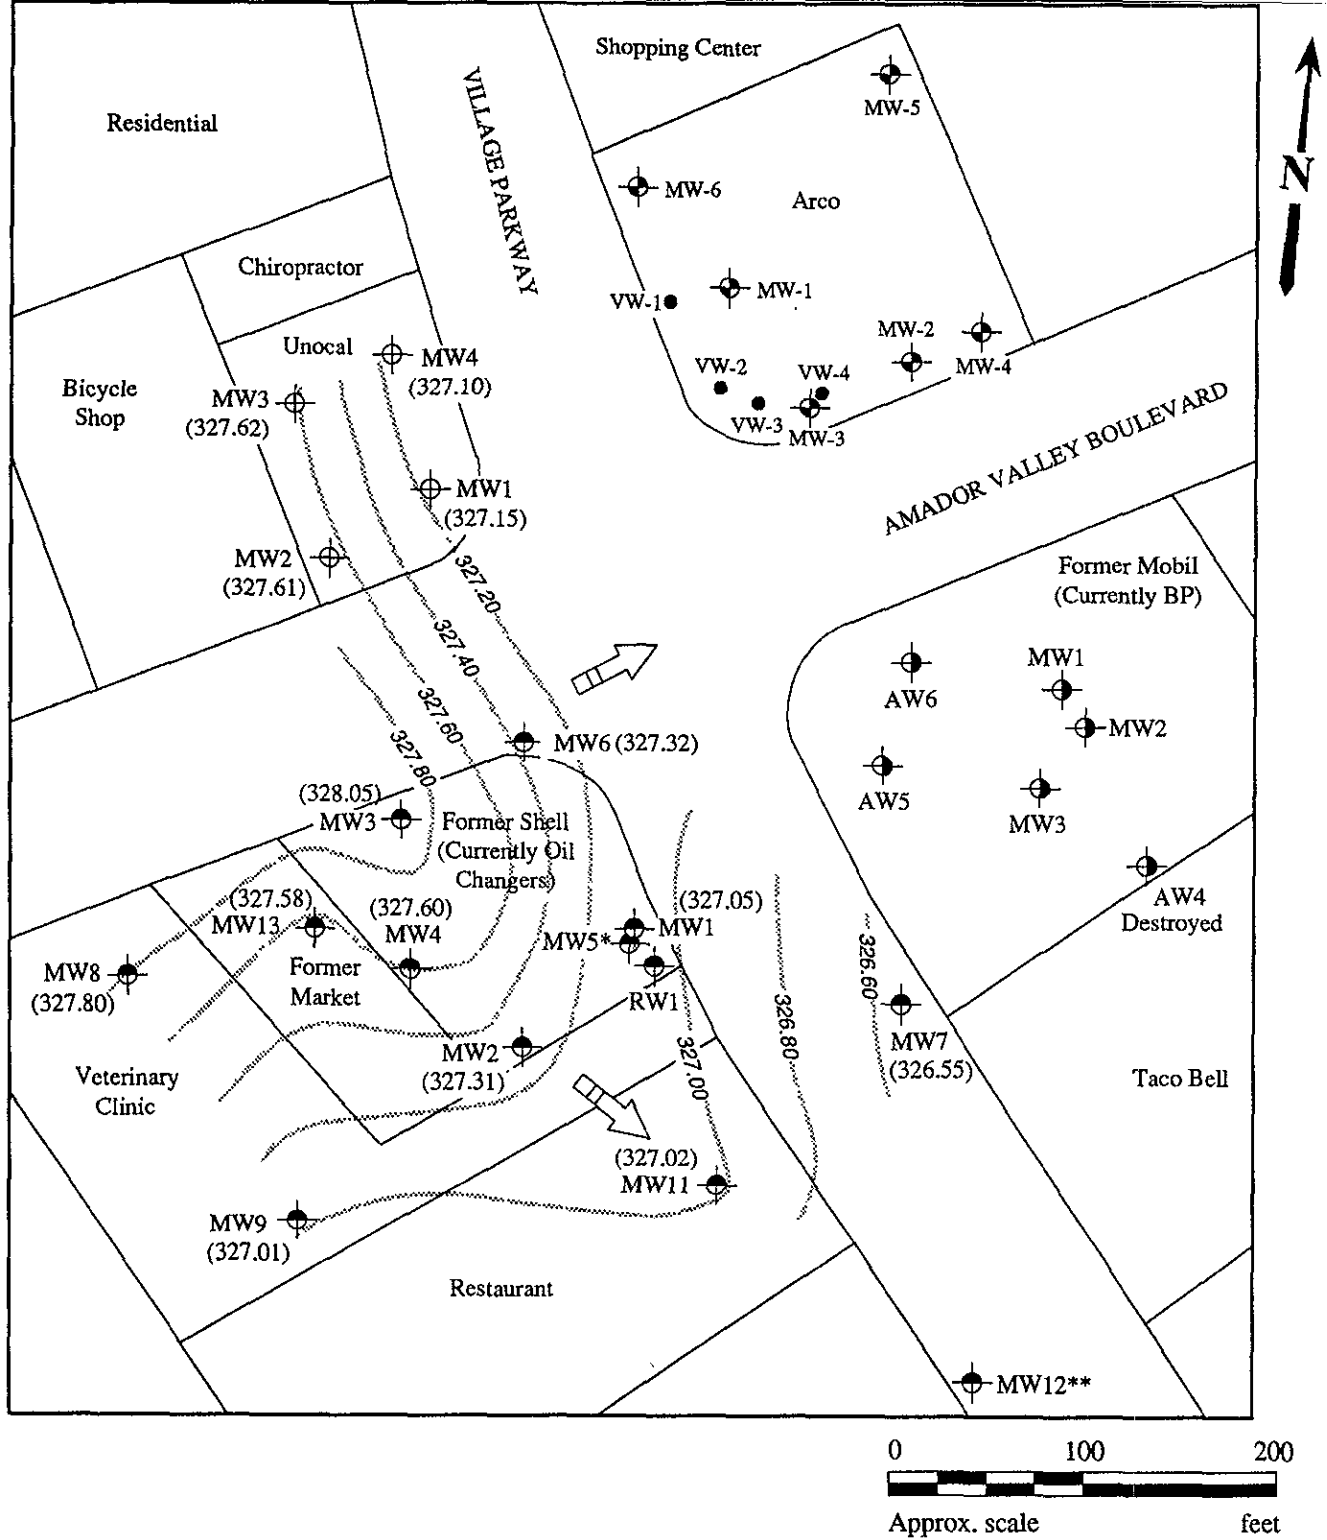 Shopping Center
MW-5
Residential
VILLAGE PARKWAY
MW-6
Arco
N
Chiropractor
VW-1
MW-1
Unocal
MW4
(327.10)
MW-2
MW-4
VW-2
VW-4
VW-3
MW-3
Bicycle
Shop
MW3
(327.62)
AMADOR VALLEY BOULEVARD
MW1
(327.15)
MW2
(327.61)
327.20
327.40
327.60
327.80
Former Mobil
(Currently BP)
AW6
MW1
MW2
AW5
MW3
AW4
Destroyed
MW6 (327.32)
(328.05)
MW3
Former Shell
(Currently Oil
Changers)
(327.58)
MW13
(327.60)
MW4
(327.05)
MW1
MW5*
RW1
MW8
(327.80)
Former
Market
326.60
326.80
327.00
MW7
(326.55)
MW2
(327.31)
Veterinary
Clinic
Taco Bell
(327.02)
MW11
MW9
(327.01)
Restaurant
MW12**
0 100 200
Approx. scale feet